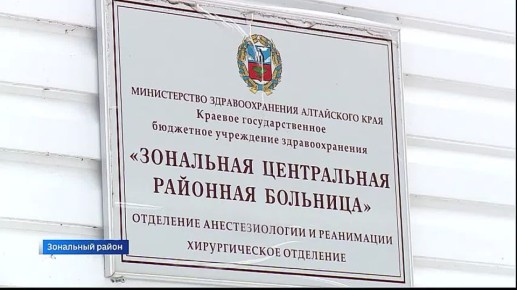 МИНИСТЕРСТВО ЗДРАВООХРАНЕНИЯ АЛТАЙСКОГО КРАЯ
Краевое государственное
бюджетное учреждение здравоохранения
«ЗОНАЛЬНАЯ ЦЕНТРАЛЬНАЯ
РАЙОННАЯ БОЛЬНИЦА»
ОТДЕЛЕНИЕ АНЕСТЕЗИОЛОГИИ И РЕАНИМАЦИИ
ХИРУРГИЧЕСКОЕ ОТДЕЛЕНИЕ
Зональный район